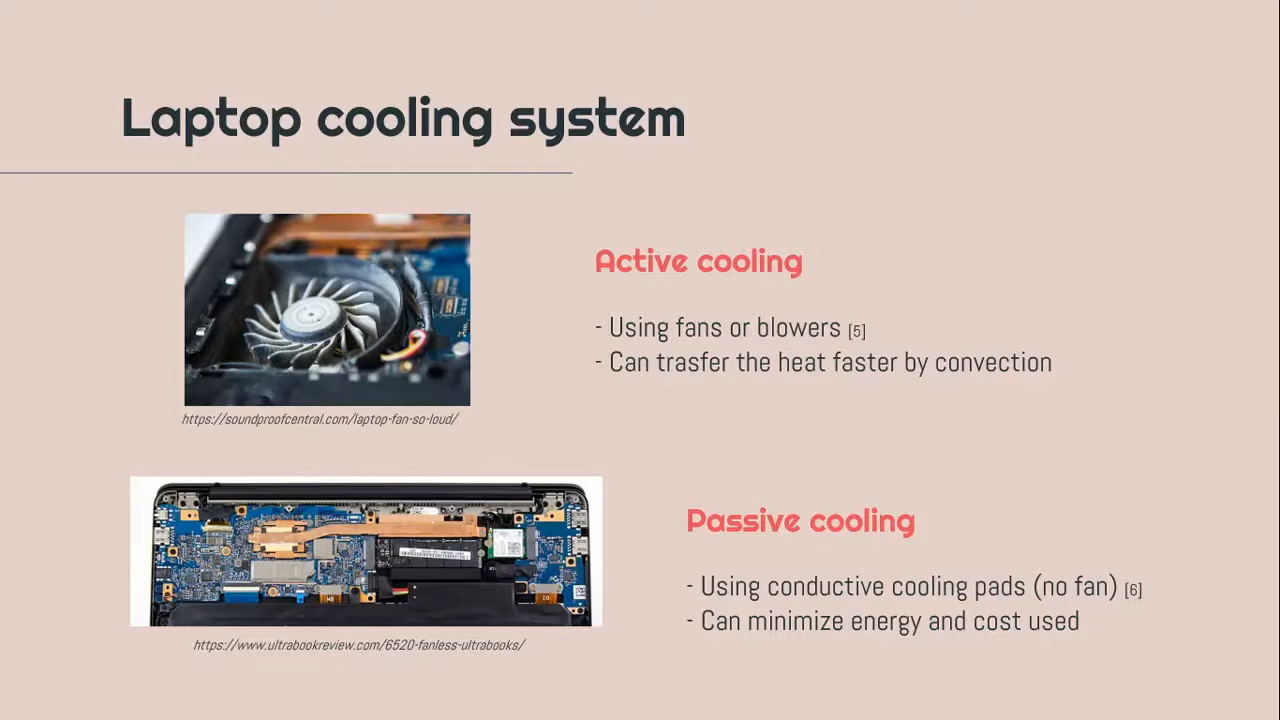 Laptop cooling system
Active cooling
- Using fans or blowers [5]
- Can trasfer the heat faster by convection
https://soundproofcentral.com/laptop-fan-so-loud/
Passive cooling
- Using conductive cooling pads (no fan) [6]
- Can minimize energy and cost used
https://www.ultrabookreview.com/6520-fanless-ultrabooks/